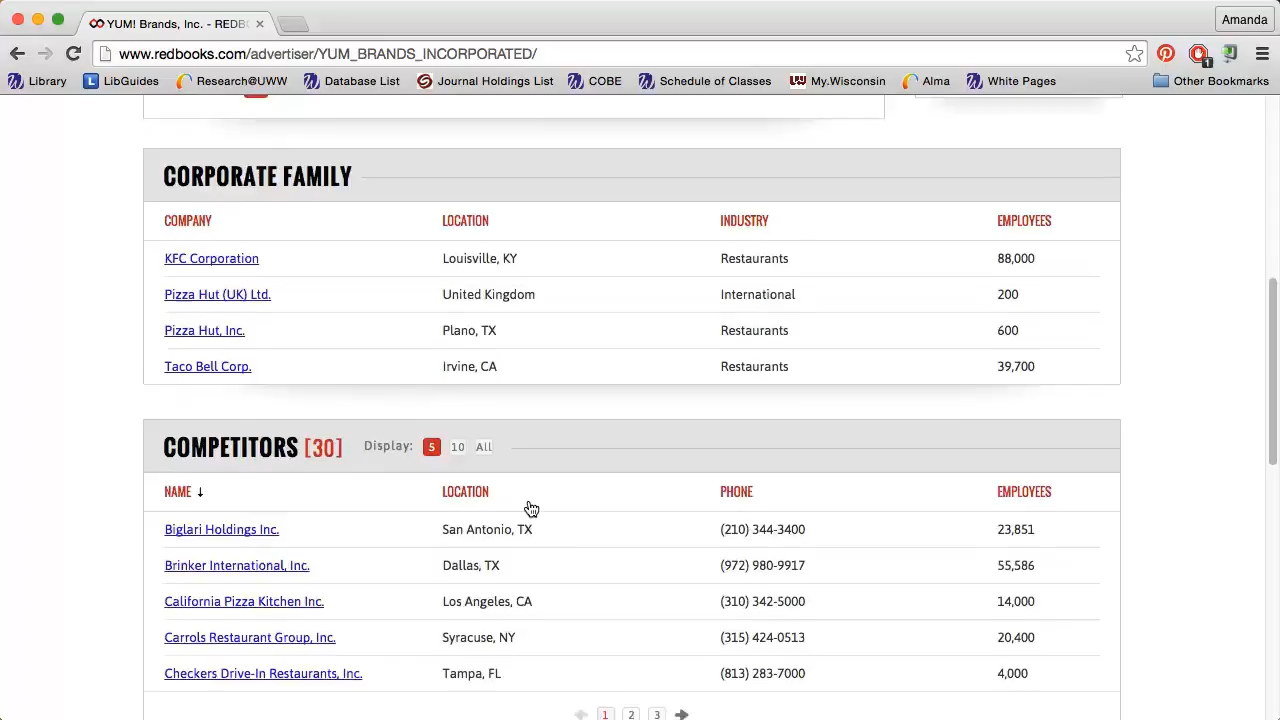 YUM! Brands, Inc. - REDB
Amanda
www.redbooks.com/advertiser/YUM_BRANDS_INCORPORATED/
1
Library LibGuides Research@UWW Database List Journal Holdings List COBE Schedule of Classes My.Wisconsin Alma White Pages Other Bookmarks
CORPORATE FAMILY
COMPANY LOCATION INDUSTRY EMPLOYEES
KFC Corporation Louisville, KY Restaurants 88,000
Pizza Hut (UK) Ltd. United Kingdom International 200
Pizza Hut, Inc. Plano, TX Restaurants 600
Taco Bell Corp. Irvine, CA Restaurants 39,700
COMPETITORS [30] Display: 5 10 All
NAME ↓ LOCATION PHONE EMPLOYEES
Biglari Holdings Inc. San Antonio, TX (210) 344-3400 23,851
Brinker International, Inc. Dallas, TX (972) 980-9917 55,586
California Pizza Kitchen Inc. Los Angeles, CA (310) 342-5000 14,000
Carrols Restaurant Group, Inc. Syracuse, NY (315) 424-0513 20,400
Checkers Drive-In Restaurants, Inc. Tampa, FL (813) 283-7000 4,000
1 2 3